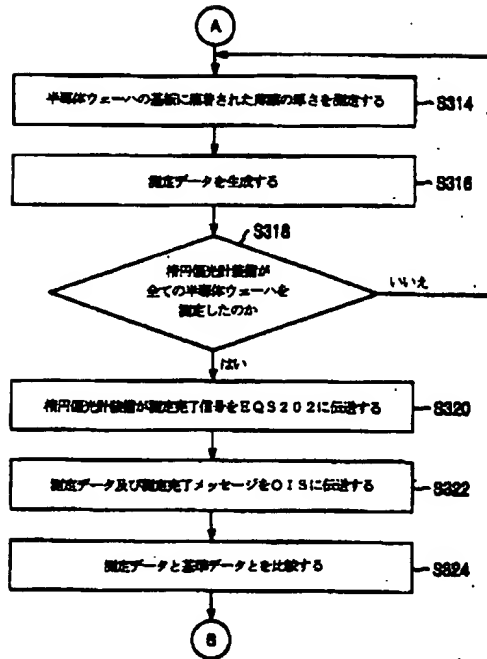 A
半導体ウェーハの基板に蒸着された薄膜の厚さを測定する
S314
測定データを生成する
S316
S318
楕円偏光計装備が
全ての半導体ウェーハを
測定したのか
いいえ
はい
楕円偏光計装備が測定完了信号をEQS202に伝送する
S320
測定データ及び測定完了メッセージをOISに伝送する
S322
測定データと基準データとを比較する
S324
B